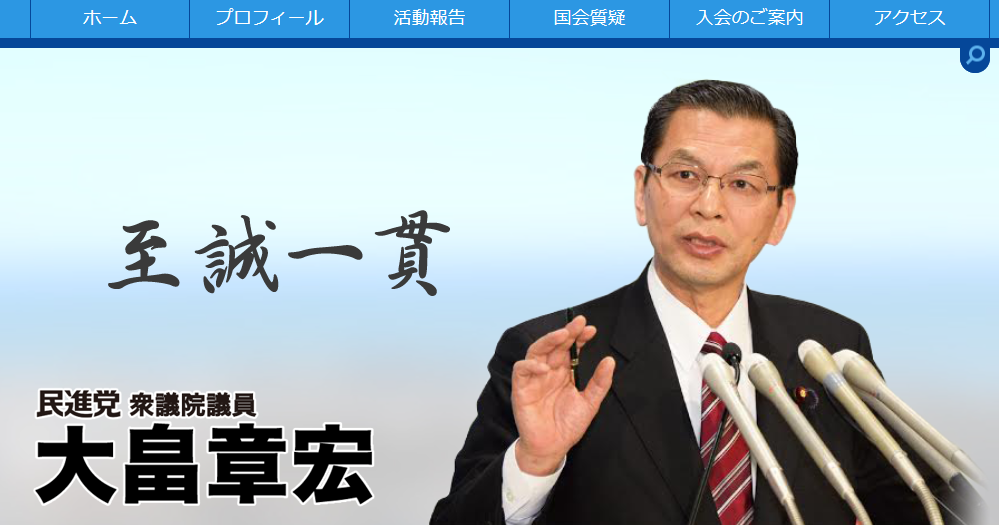 ホーム プロフィール 活動報告 国会質疑 入会のご案内 アクセス
至誠一貫
民進党 衆議院議員
大畠章宏